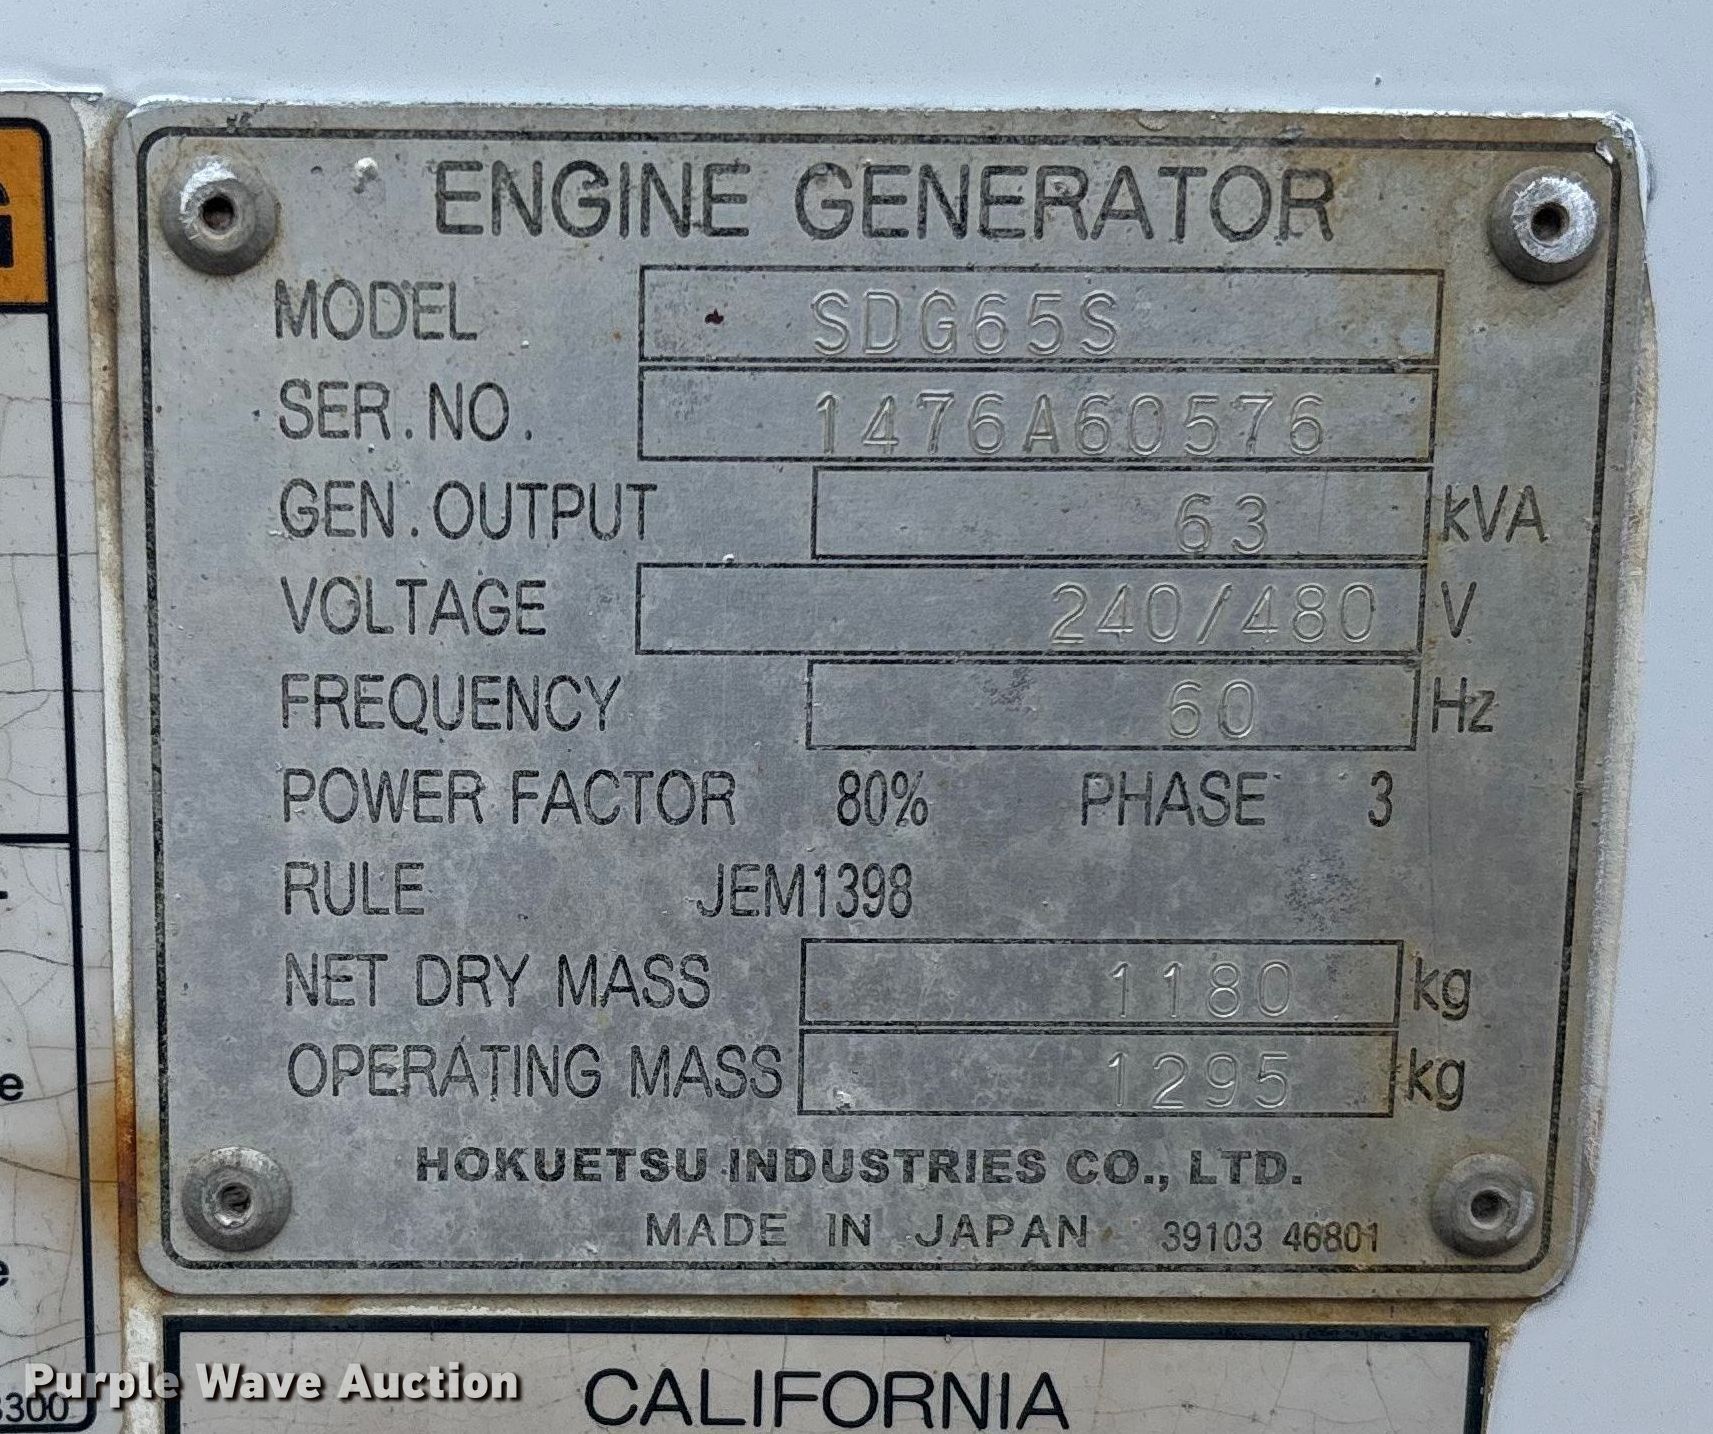 ENGINE GENERATOR
MODEL SDG65S
SER.NO. 1476A60576
GEN.OUTPUT 63 kVA
VOLTAGE 240/480 V
FREQUENCY 60 Hz
POWER FACTOR 80% PHASE 3
RULE JEM1398
NET DRY MASS 1180 kg
OPERATING MASS 1295 kg
HOKUETSU INDUSTRIES CO., LTD.
MADE IN JAPAN 39103 46801
CALIFORNIA
Purple Wave Auction